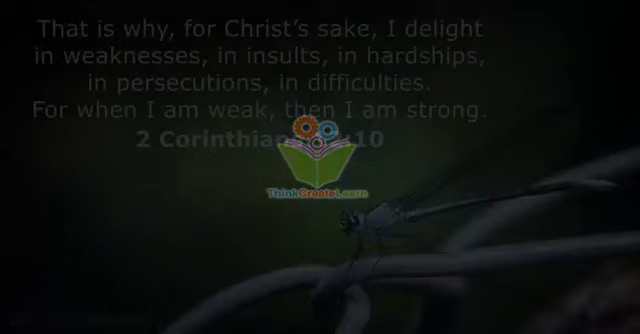 That is why, for Christ's sake, I delight
in weaknesses, in insults, in hardships,
in persecutions, in difficulties.
For when I am weak, then I am strong.
2 Corinthian 10
ThinkCreateLearn